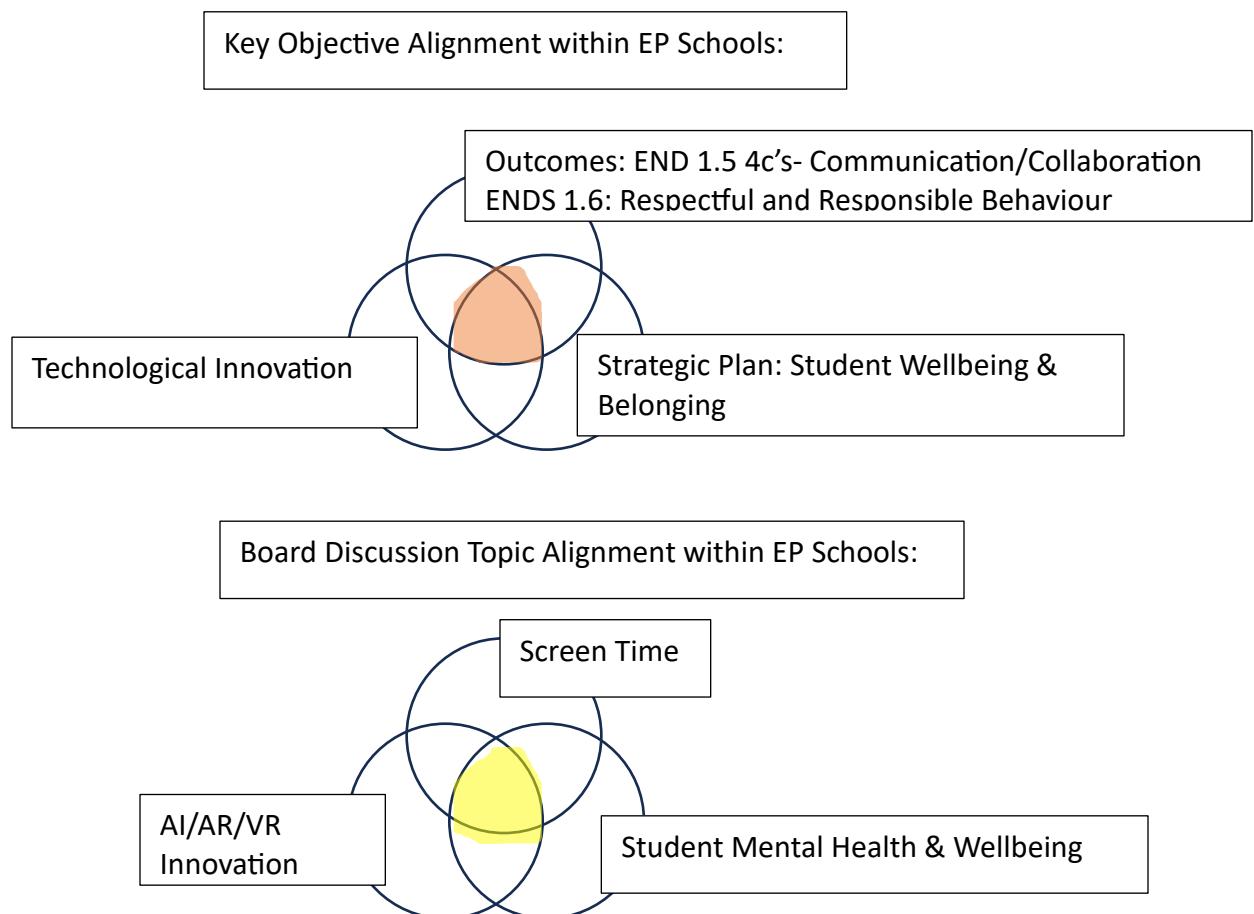 Key Objective Alignment within EP Schools:
Outcomes: END 1.5 4c's- Communication/Collaboration
ENDS 1.6: Respectful and Responsible Behaviour
Technological Innovation
Strategic Plan: Student Wellbeing &
Belonging
Board Discussion Topic Alignment within EP Schools:
Screen Time
AI/AR/VR
Innovation
Student Mental Health & Wellbeing